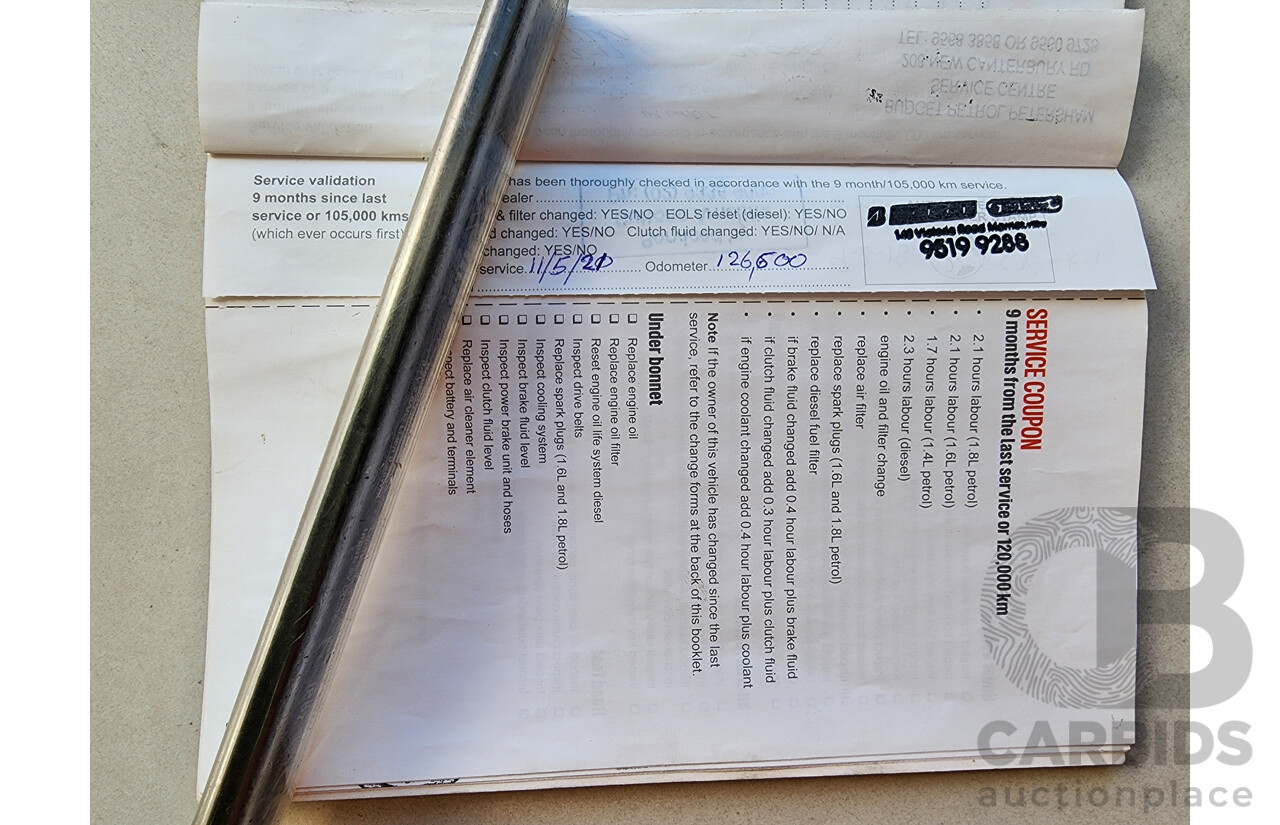 TEL: 9568 3858 OR 9560 9728
208 NEW CANTERBURY RD
SERVICE CENTRE
BUDGET PETROL PETERSHAM
Service validation
9 months since last
service or 105,000 kms
(which ever occurs first)
has been thoroughly checked in accordance with the 9 month/105,000 km service.
ealer
& filter changed: YES/NO EOLS reset (diesel): YES/NO
d changed: YES/NO Clutch fluid changed: YES/NO/ N/A
changed: YES/NO
service. 11/5/21 Odometer 126,500
9519 9288
SERVICE COUPON
9 months from the last service or 120,000 km
• 2.1 hours labour (1.8L petrol)
• 2.1 hours labour (1.6L petrol)
• 1.7 hours labour (1.4L petrol)
• 2.3 hours labour (diesel)
• engine oil and filter change
• replace air filter
• replace spark plugs (1.6L and 1.8L petrol)
• replace diesel fuel filter
• if brake fluid changed add 0.4 hour labour plus brake fluid
• if clutch fluid changed add 0.3 hour labour plus clutch fluid
• if engine coolant changed add 0.4 hour labour plus coolant
Note If the owner of this vehicle has changed since the last
service, refer to the change forms at the back of this booklet.
Under bonnet
❑ Replace engine oil
❑ Replace engine oil filter
❑ Reset engine oil life system diesel
❑ Inspect drive belts
❑ Replace spark plugs (1.6L and 1.8L petrol)
❑ Inspect cooling system
❑ Inspect brake fluid level
❑ Inspect power brake unit and hoses
❑ Inspect clutch fluid level
❑ Replace air cleaner element
pect battery and terminals
CARBIDS
auctionplace